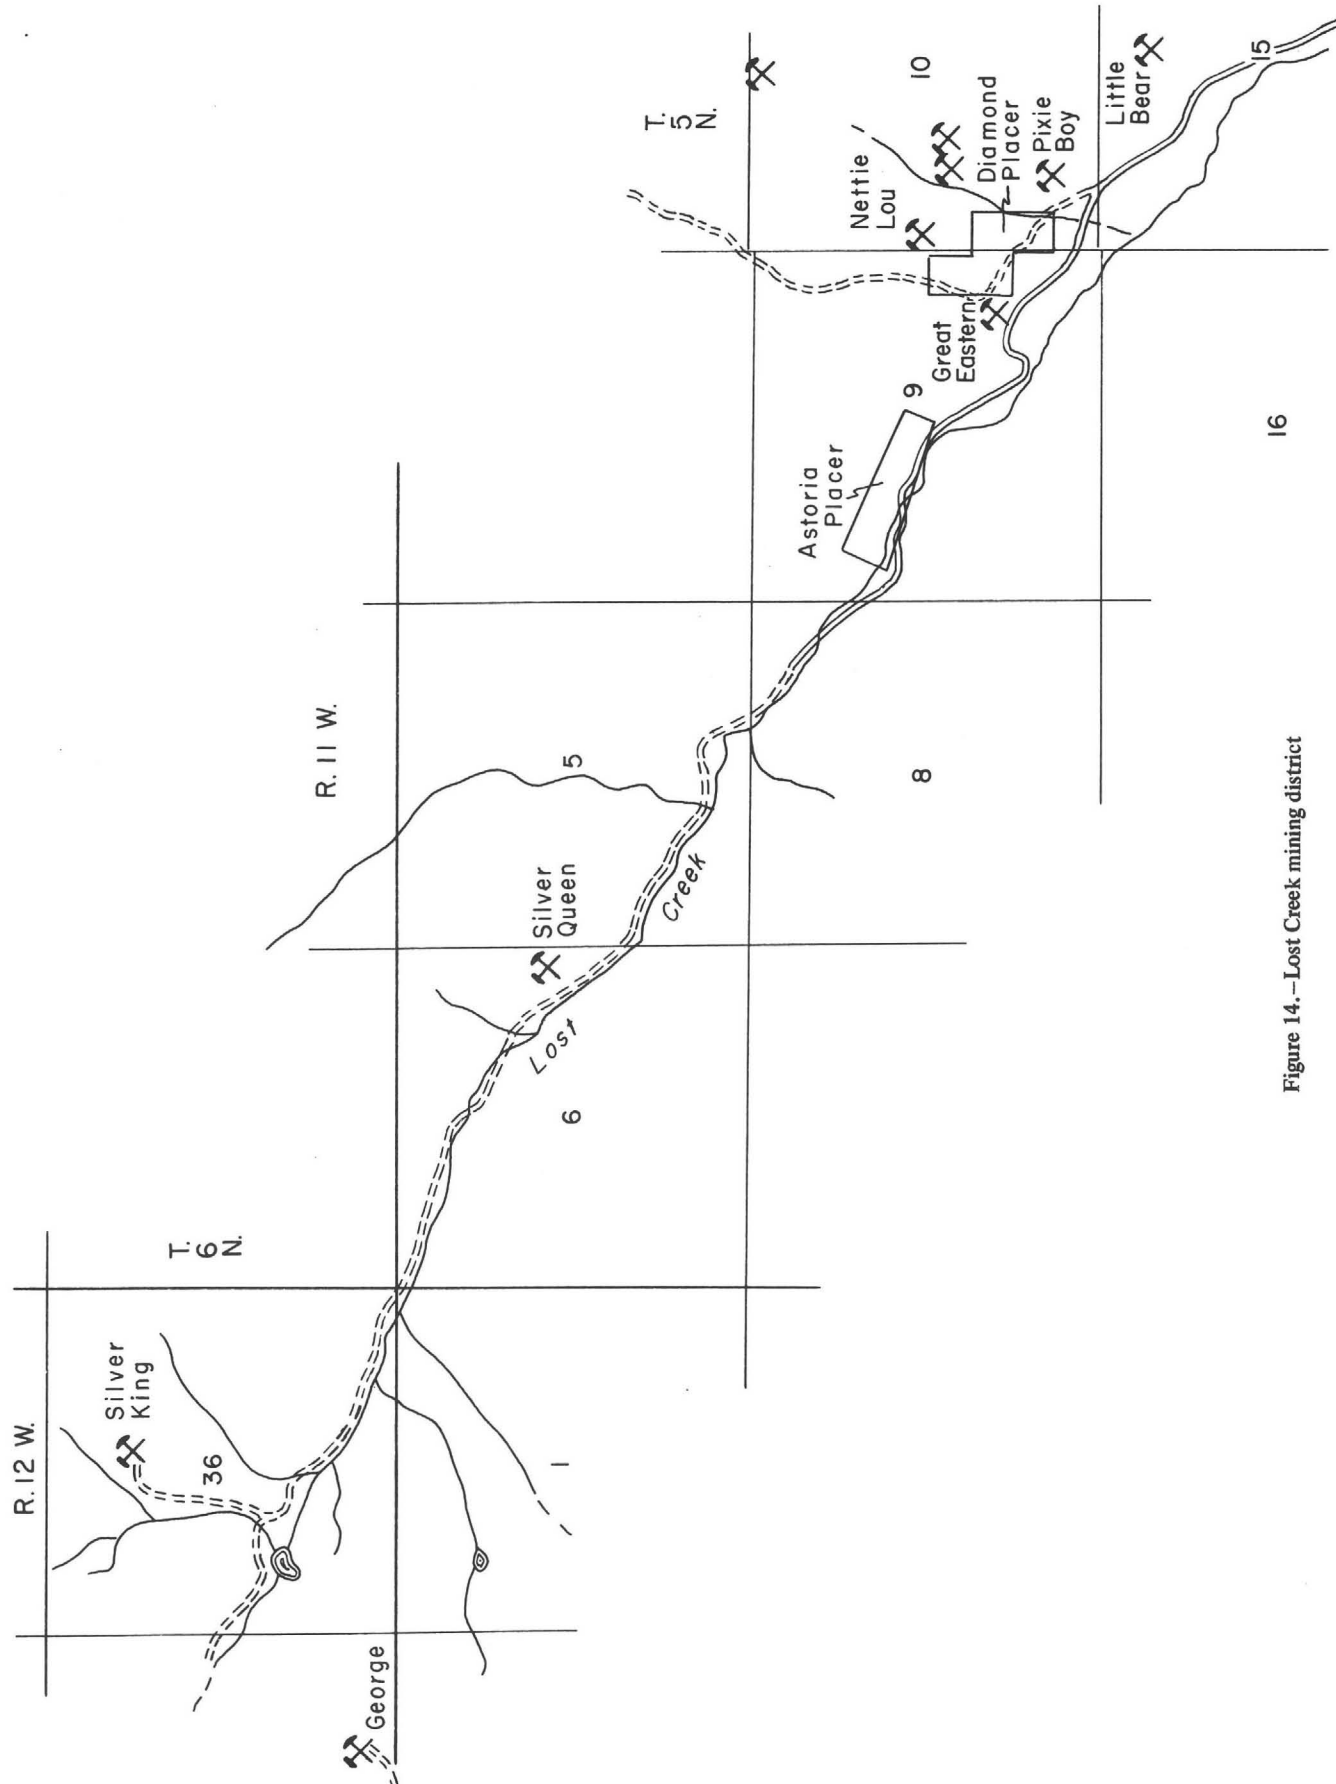 R. 12 W.
T.
6
N.
Silver
King
36
George
1
R. 11 W.
6
Lost
Creek
Silver
Queen
5
8
T.
5
N.
Astoria
Placer
9
Great
Eastern
Nettie
Lou
10
Diamond
Placer
Pixie
Boy
Little
Bear
15
16
Figure 14.—Lost Creek mining district